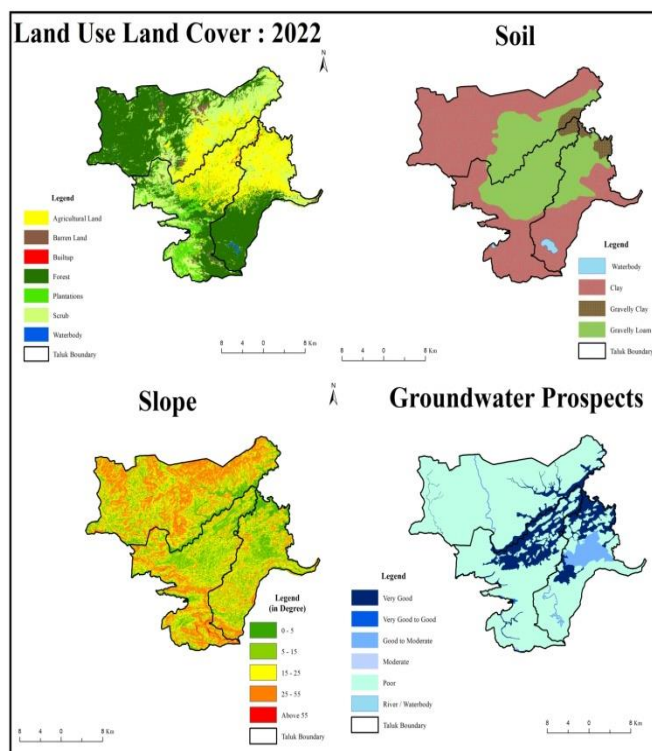 Land Use Land Cover : 2022
N
Legend
Agricultural Land
Barren Land
Builtup
Forest
Plantations
Scrub
Waterbody
Taluk Boundary
8 4 0 8 Km
Soil
Legend
Waterbody
Clay
Gravelly Clay
Gravelly Loam
Taluk Boundary
8 4 0 8 Km
Slope
N
Legend
(in Degree)
0 - 5
5 - 15
15 - 25
25 - 55
Above 55
Taluk Boundary
8 4 0 8 Km
Groundwater Prospects
Legend
Very Good
Very Good to Good
Good to Moderate
Moderate
Poor
River / Waterbody
Taluk Boundary
8 4 0 8 Km